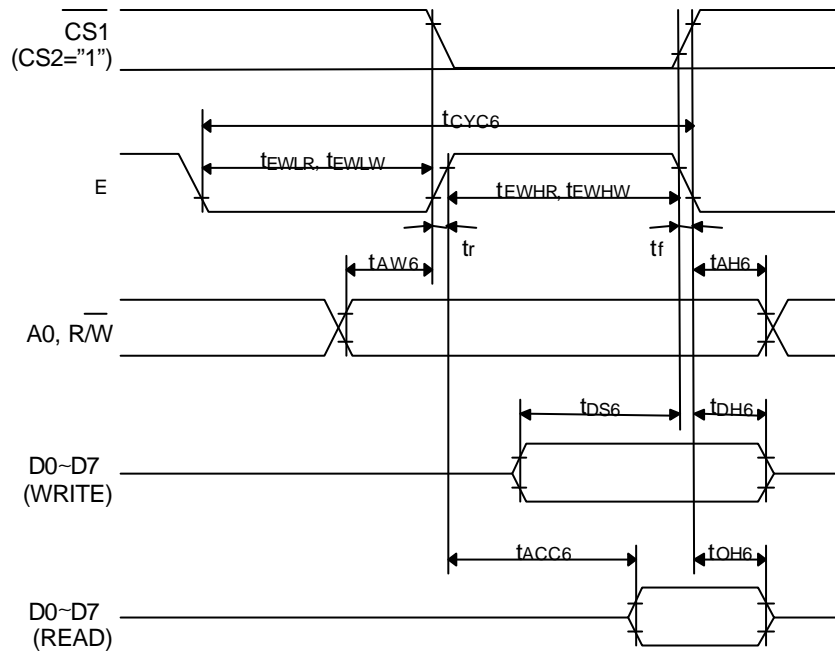 CS1
(CS2="1")
tCYC6
tEWLR, tEWLW
E
tEWHR, tEWHW
tr
tf
tAW6
tAH6
A0, R/W
tDS6
tDH6
D0~D7
(WRITE)
tACC6
tOH6
D0~D7
(READ)